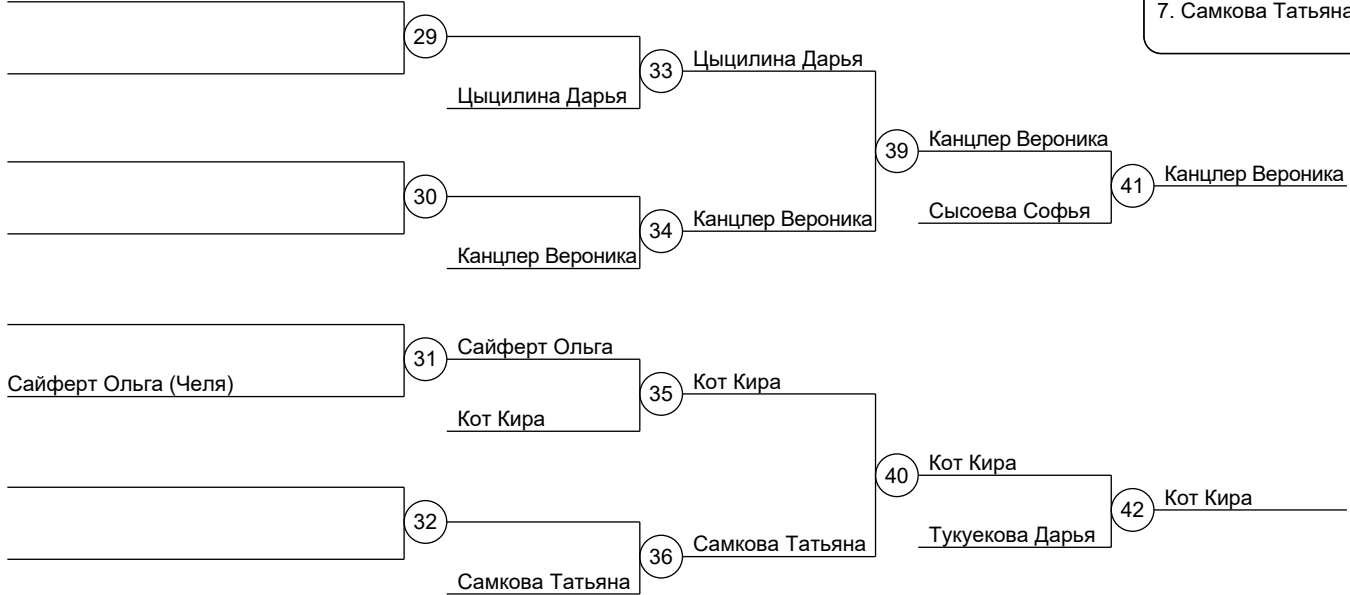 7. Самкова Татьяна
29
33
Цыцилина Дарья
Цыцилина Дарья
39
Канцлер Вероника
41
Канцлер Вероника
30
34
Канцлер Вероника
Сысоева Софья
Канцлер Вероника
31
Сайферт Ольга
Сайферт Ольга (Челя)
35
Кот Кира
Кот Кира
40
Кот Кира
42
Кот Кира
32
Тукуекова Дарья
36
Самкова Татьяна
Самкова Татьяна